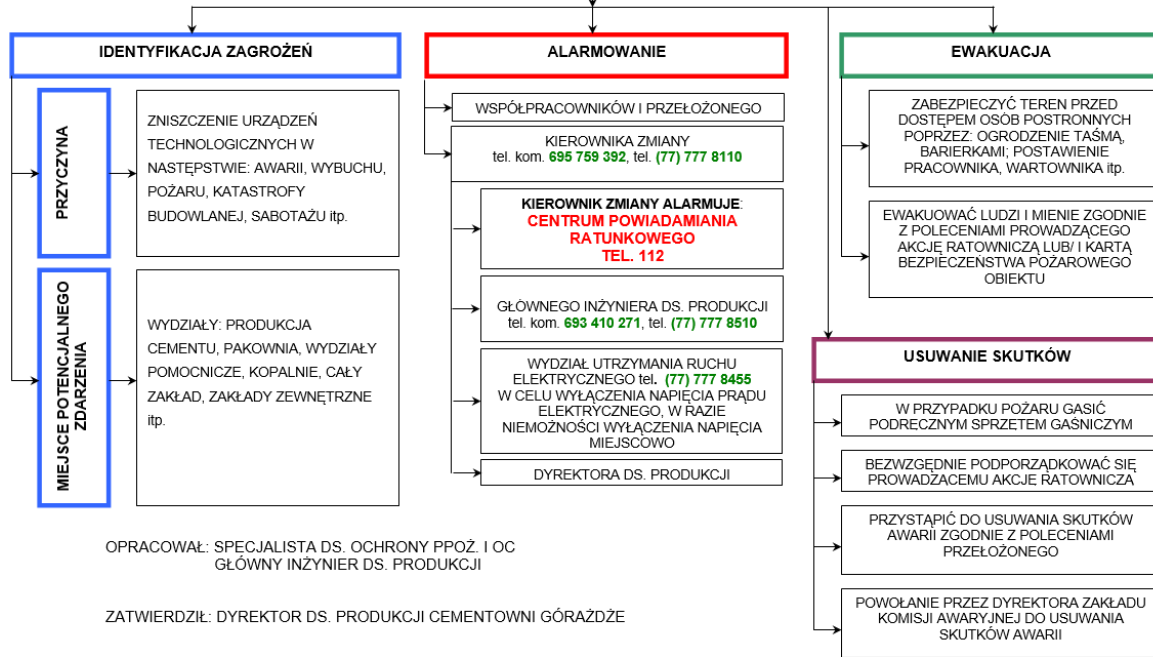 IDENTYFIKACJA ZAGROŻEŃ
PRZYCZYNA
ZNISZCZENIE URZĄDZEŃ
TECHNOLOGICZNYCH W
NASTĘPSTWIE: AWARII, WYBUCHU,
POŻARU, KATASTROFY
BUDOWLANEJ, SABOTAŻU itp.
MIEJSCE POTENCJALNEGO
ZDARZENIA
WYDZIAŁY: PRODUKCJA
CEMENTU, PAKOWNIA, WYDZIAŁY
POMOCNICZE, KOPALNIE, CAŁY
ZAKŁAD, ZAKŁADY ZEWNĘTRZNE
itp.
ALARMOWANIE
WSPÓŁPRACOWNIKÓW I PRZEŁOŻONEGO
KIEROWNIKA ZMIANY
tel. kom. 695 759 392, tel. (77) 777 8110
KIEROWNIK ZMIANY ALARMUJE:
CENTRUM POWIADAMIANIA
RATUNKOWEGO
TEL. 112
GŁÓWNEGO INŻYNIERA DS. PRODUKCJI
tel. kom. 693 410 271, tel. (77) 777 8510
WYDZIAŁ UTRZYMANIA RUCHU
ELEKTRYCZNEGO tel. (77) 777 8455
W CELU WYŁĄCZENIA NAPIĘCIA PRĄDU
ELEKTRYCZNEGO, W RAZIE
NIEMOŻNOŚCI WYŁĄCZENIA NAPIĘCIA
MIEJSCOWO
DYREKTORA DS. PRODUKCJI
EWAKUACJA
ZABEZPIECZYĆ TEREN PRZED
DOSTĘPEM OSÓB POSTRONNYCH
POPRZEZ: OGRODZENIE TAŚMĄ,
BARIERKAMI; POSTAWIENIE
PRACOWNIKA, WARTOWNIKA itp.
EWAKUOWAĆ LUDZI I MIENIE ZGODNIE
Z POLECENIAMI PROWADZĄCEGO
AKCJĘ RATOWNICZĄ LUB/ I KARTĄ
BEZPIECZEŃSTWA POŻAROWEGO
OBIEKTU
USUWANIE SKUTKÓW
W PRZYPADKU POŻARU GASIĆ
PODRĘCZNYM SPRZĘTEM GAŚNICZYM
BEZWZGĘDNIE PODPORZĄDKOWAĆ SIĘ
PROWADZĄCEMU AKCJĘ RATOWNICZĄ
PRZYSTĄPIĆ DO USUWANIA SKUTKÓW
AWARII ZGODNIE Z POLECENIAMI
PRZEŁOŻONEGO
POWOŁANIE PRZEZ DYREKTORA ZAKŁADU
KOMISJI AWARYJNEJ DO USUWANIA
SKUTKÓW AWARII
OPRACOWAŁ: SPECJALISTA DS. OCHRONY PPOŻ. I OC
GŁÓWNY INŻYNIER DS. PRODUKCJI
ZATWIERDZIŁ: DYREKTOR DS. PRODUKCJI CEMENTOWNI GÓRAŻDŻE